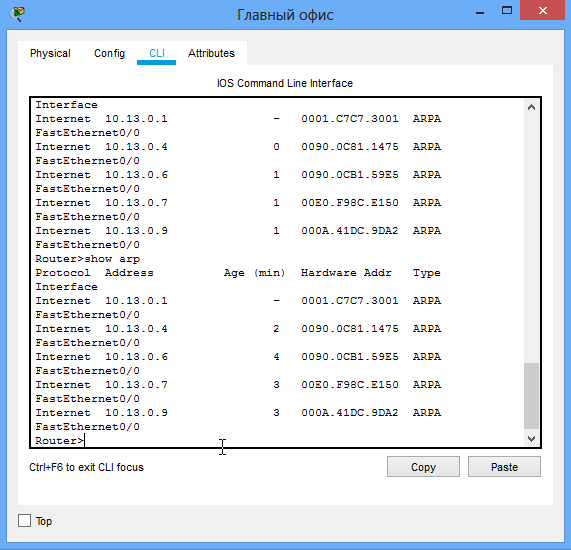 Главный офис
Physical Config CLI Attributes
IOS Command Line Interface
Interface
Internet 10.13.0.1 - 0001.C7C7.3001 ARPA
FastEthernet0/0
Internet 10.13.0.4 0 0090.0C81.1475 ARPA
FastEthernet0/0
Internet 10.13.0.6 1 0090.0CB1.59E5 ARPA
FastEthernet0/0
Internet 10.13.0.7 1 00E0.F98C.E150 ARPA
FastEthernet0/0
Internet 10.13.0.9 1 000A.41DC.9DA2 ARPA
FastEthernet0/0
Router>show arp
Protocol Address Age (min) Hardware Addr Type
Interface
Internet 10.13.0.1 - 0001.C7C7.3001 ARPA
FastEthernet0/0
Internet 10.13.0.4 2 0090.0C81.1475 ARPA
FastEthernet0/0
Internet 10.13.0.6 4 0090.0CB1.59E5 ARPA
FastEthernet0/0
Internet 10.13.0.7 3 00E0.F98C.E150 ARPA
FastEthernet0/0
Internet 10.13.0.9 3 000A.41DC.9DA2 ARPA
FastEthernet0/0
Router>
Ctrl+F6 to exit CLI focus Copy Paste
Top